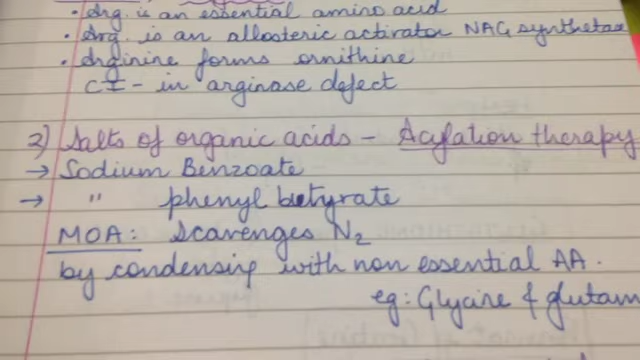 • Arg. is an essential amino acid
• Arg. is an allosteric activator NAG synthetase
• Arginine forms ornithine
CI - in arginase defect
2) Salts of organic acids - Acylation therapy
→ Sodium Benzoate
→ " phenyl butyrate
MOA: Scavenges N2
by condensing with non essential AA.
eg: Glycine & glutam